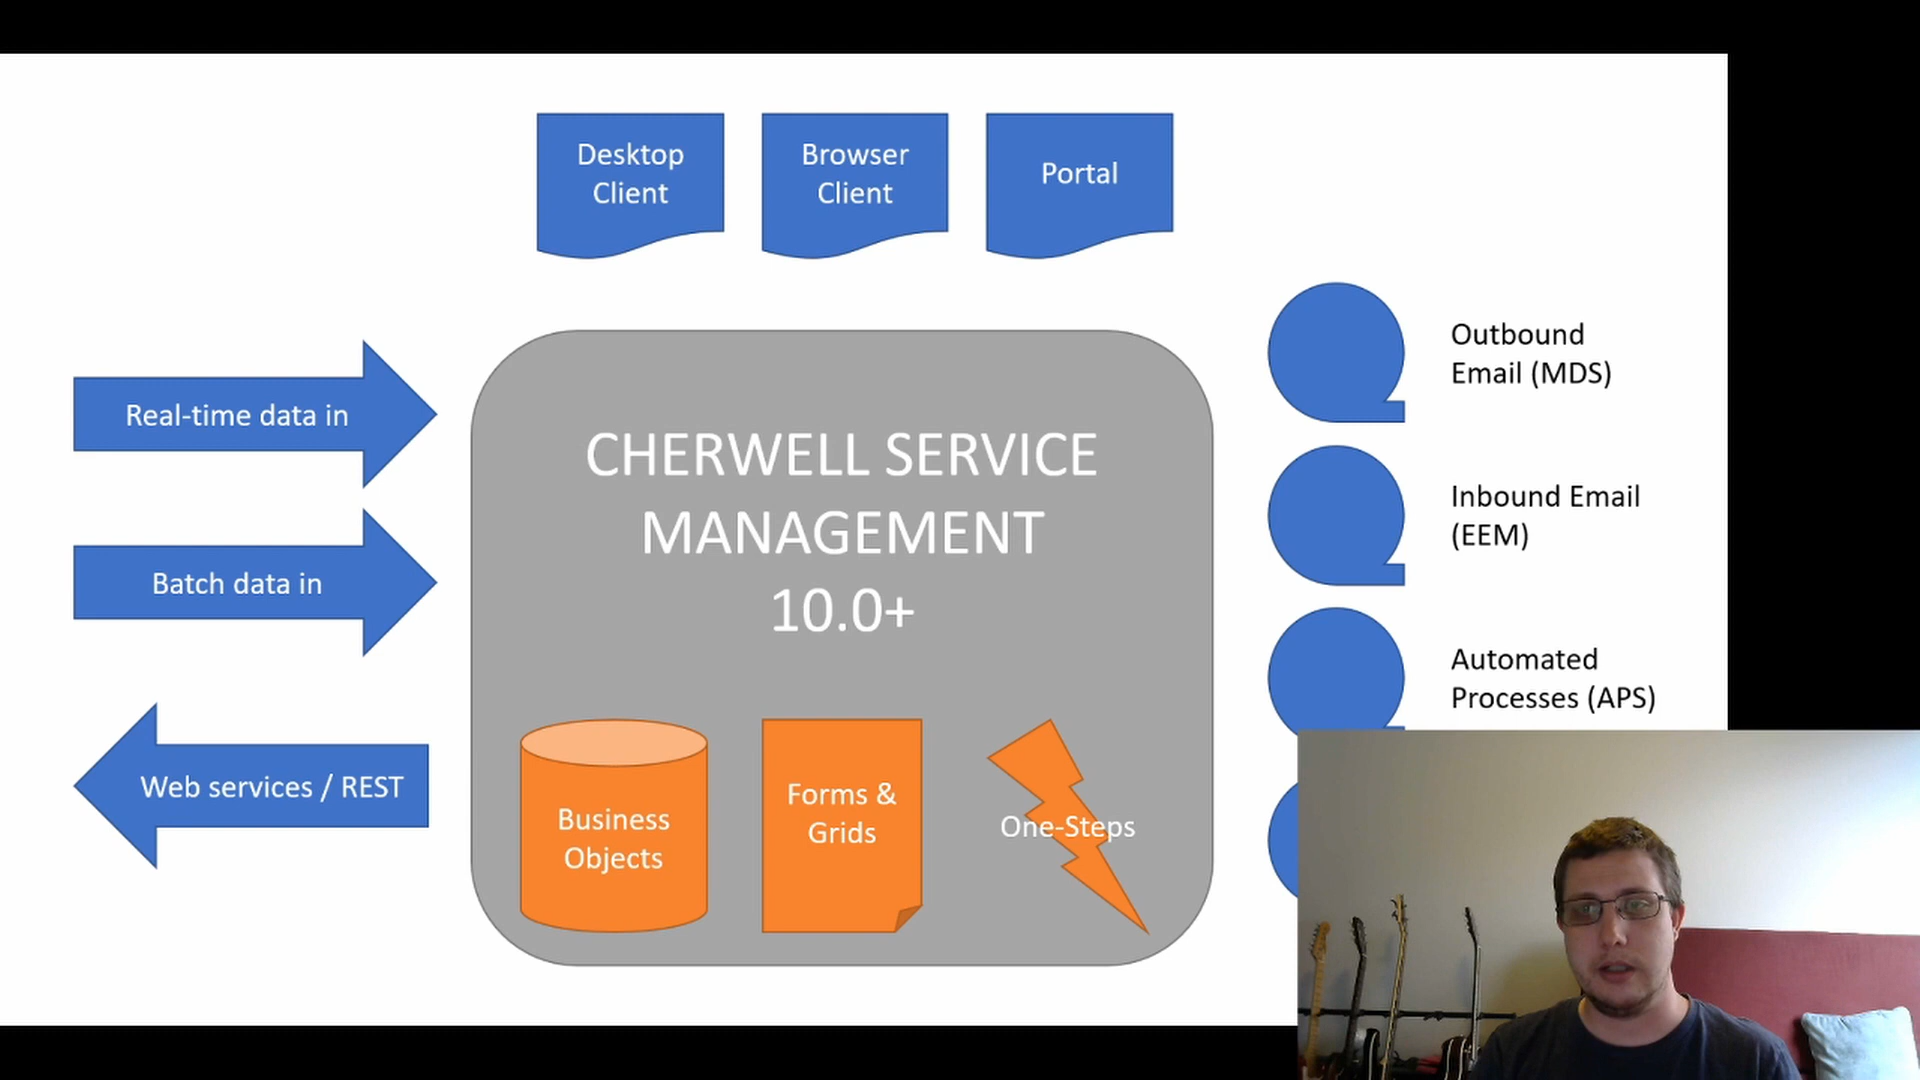 Desktop
Client
Browser
Client
Portal
Real-time data in
Batch data in
Web services / REST
CHERWELL SERVICE
MANAGEMENT
10.0+
Business
Objects
Forms &
Grids
One-Steps
Outbound
Email (MDS)
Inbound Email
(EEM)
Automated
Processes (APS)